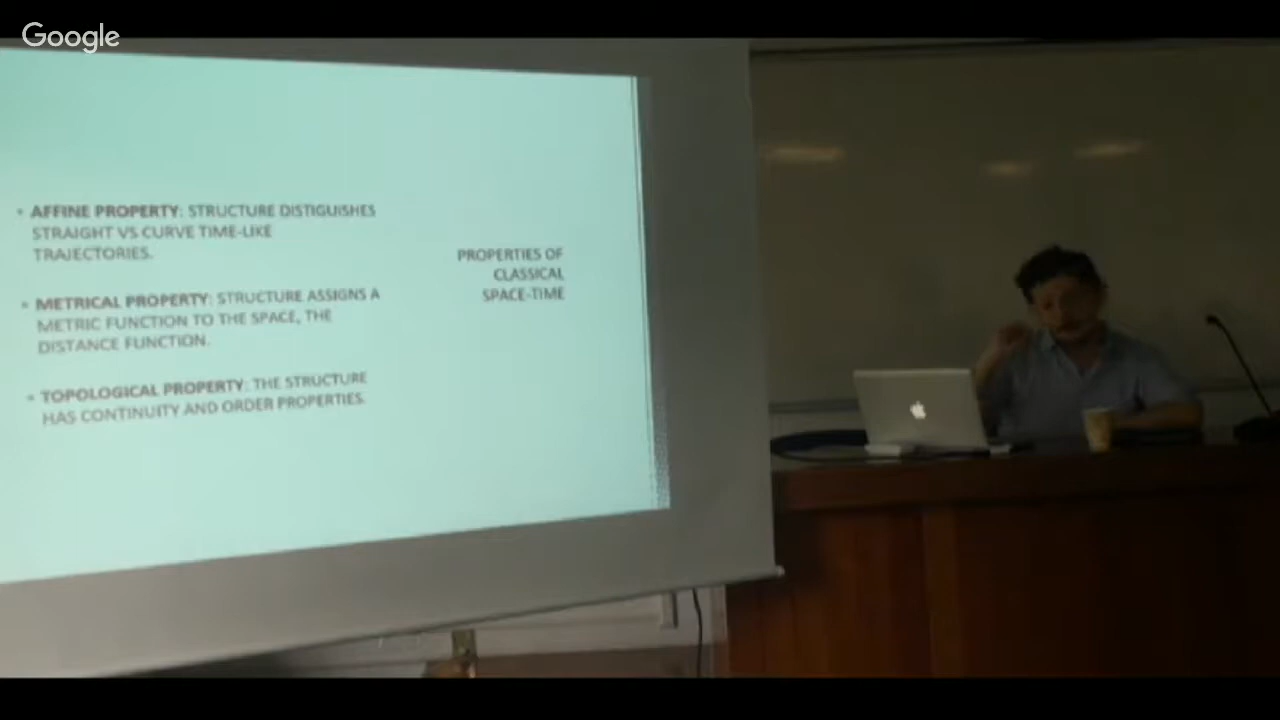 Google
• AFFINE PROPERTY: STRUCTURE DISTIGUISHES
STRAIGHT VS CURVE TIME-LIKE
TRAJECTORIES.
• METRICAL PROPERTY: STRUCTURE ASSIGNS A
METRIC FUNCTION TO THE SPACE, THE
DISTANCE FUNCTION.
• TOPOLOGICAL PROPERTY: THE STRUCTURE
HAS CONTINUITY AND ORDER PROPERTIES.
PROPERTIES OF
CLASSICAL
SPACE-TIME